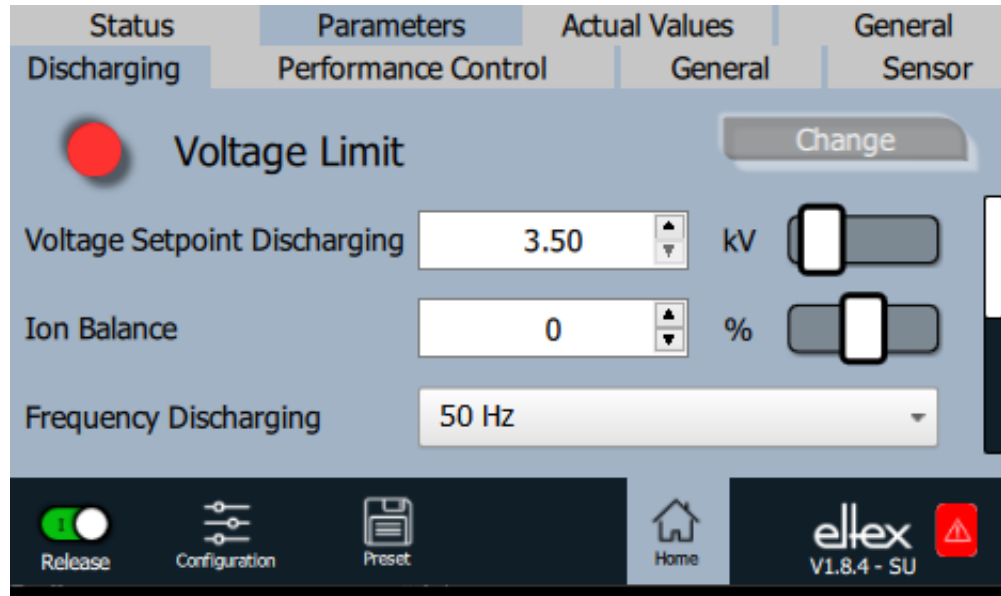 Status Parameters Actual Values General
Discharging Performance Control General Sensor
Voltage Limit Change
Voltage Setpoint Discharging 3.50 kV
Ion Balance 0 %
Frequency Discharging 50 Hz
I
Release Configuration Preset Home eltex
V1.8.4 - SU